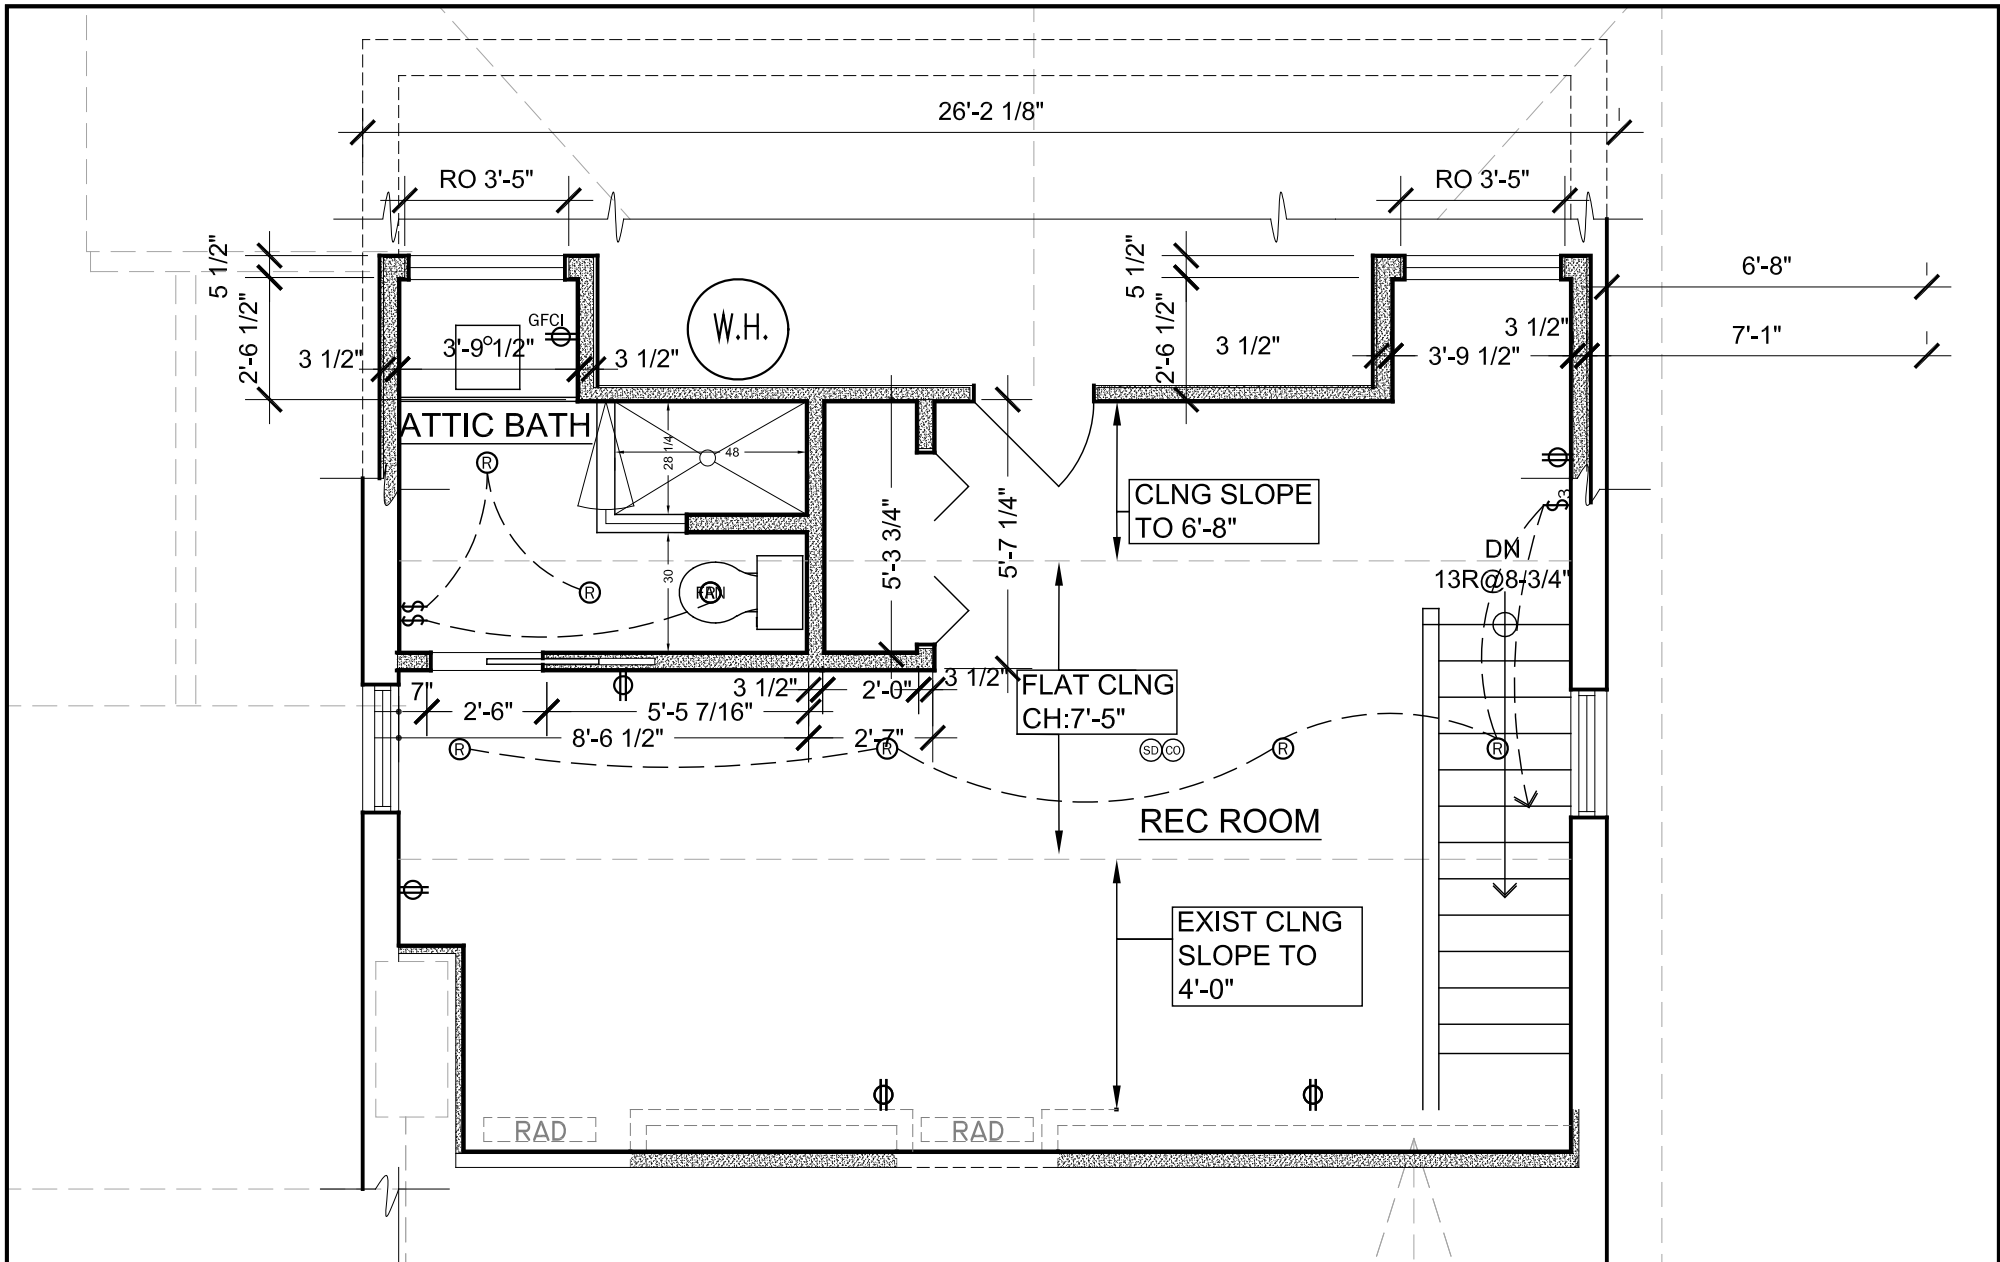 26'-2 1/8"
RO 3'-5"
RO 3'-5"
5 1/2"
2'-6 1/2"
3 1/2"
3'-9 1/2"
GFCI
3 1/2"
W.H.
5 1/2"
2'-6 1/2"
3 1/2"
3 1/2"
3'-9 1/2"
6'-8"
7'-1"
ATTIC BATH
28 1/4
48
R
5'-3 3/4"
5'-7 1/4"
CLNG SLOPE
TO 6'-8"
$3
DN
13R@8-3/4"
R
30
FAN
R
$$
7"
2'-6"
5'-5 7/16"
3 1/2"
2'-0"
3 1/2"
8'-6 1/2"
2'-7"
FLAT CLNG
CH:7'-5"
R
R
SD CO
R
R
REC ROOM
EXIST CLNG
SLOPE TO
4'-0"
RAD
RAD